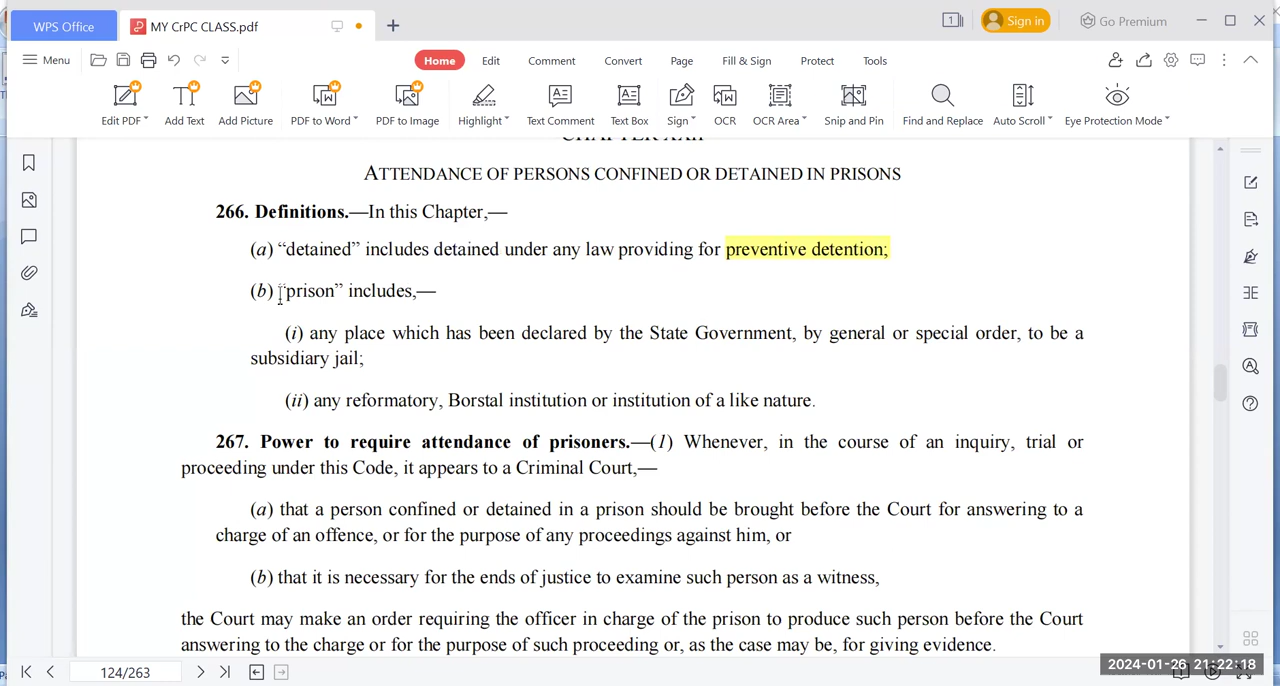 WPS Office
MY CrPC CLASS.pdf
1
Sign in
Go Premium
Menu
Home
Edit
Comment
Convert
Page
Fill & Sign
Protect
Tools
Edit PDF
Add Text
Add Picture
PDF to Word
PDF to Image
Highlight
Text Comment
Text Box
Sign
OCR
OCR Area
Snip and Pin
Find and Replace
Auto Scroll
Eye Protection Mode
ATTENDANCE OF PERSONS CONFINED OR DETAINED IN PRISONS
266. Definitions.—In this Chapter,—
(a) “detained” includes detained under any law providing for preventive detention;
(b) “prison” includes,—
(i) any place which has been declared by the State Government, by general or special order, to be a
subsidiary jail;
(ii) any reformatory, Borstal institution or institution of a like nature.
267. Power to require attendance of prisoners.—(1) Whenever, in the course of an inquiry, trial or
proceeding under this Code, it appears to a Criminal Court,—
(a) that a person confined or detained in a prison should be brought before the Court for answering to a
charge of an offence, or for the purpose of any proceedings against him, or
(b) that it is necessary for the ends of justice to examine such person as a witness,
the Court may make an order requiring the officer in charge of the prison to produce such person before the Court
answering to the charge or for the purpose of such proceeding or, as the case may be, for giving evidence.
124/263
2024-01-26 21:22:18